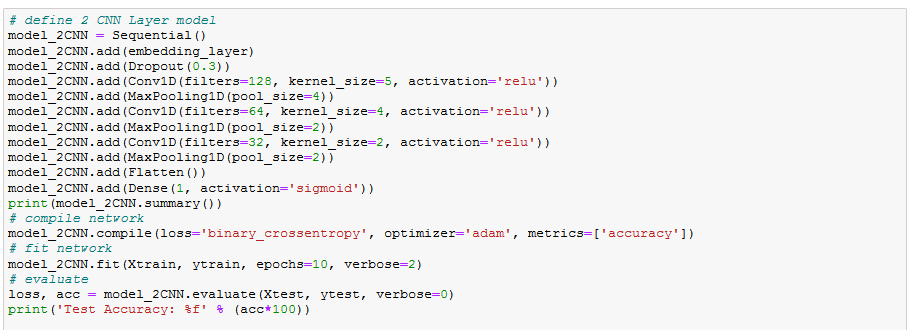 # define 2 CNN Layer model
model_2CNN = Sequential()
model_2CNN.add(embedding_layer)
model_2CNN.add(Dropout(0.3))
model_2CNN.add(Conv1D(filters=128, kernel_size=5, activation='relu'))
model_2CNN.add(MaxPooling1D(pool_size=4))
model_2CNN.add(Conv1D(filters=64, kernel_size=4, activation='relu'))
model_2CNN.add(MaxPooling1D(pool_size=2))
model_2CNN.add(Conv1D(filters=32, kernel_size=2, activation='relu'))
model_2CNN.add(MaxPooling1D(pool_size=2))
model_2CNN.add(Flatten())
model_2CNN.add(Dense(1, activation='sigmoid'))
print(model_2CNN.summary())
# compile network
model_2CNN.compile(loss='binary_crossentropy', optimizer='adam', metrics=['accuracy'])
# fit network
model_2CNN.fit(Xtrain, ytrain, epochs=10, verbose=2)
# evaluate
loss, acc = model_2CNN.evaluate(Xtest, ytest, verbose=0)
print('Test Accuracy: %f' % (acc*100))